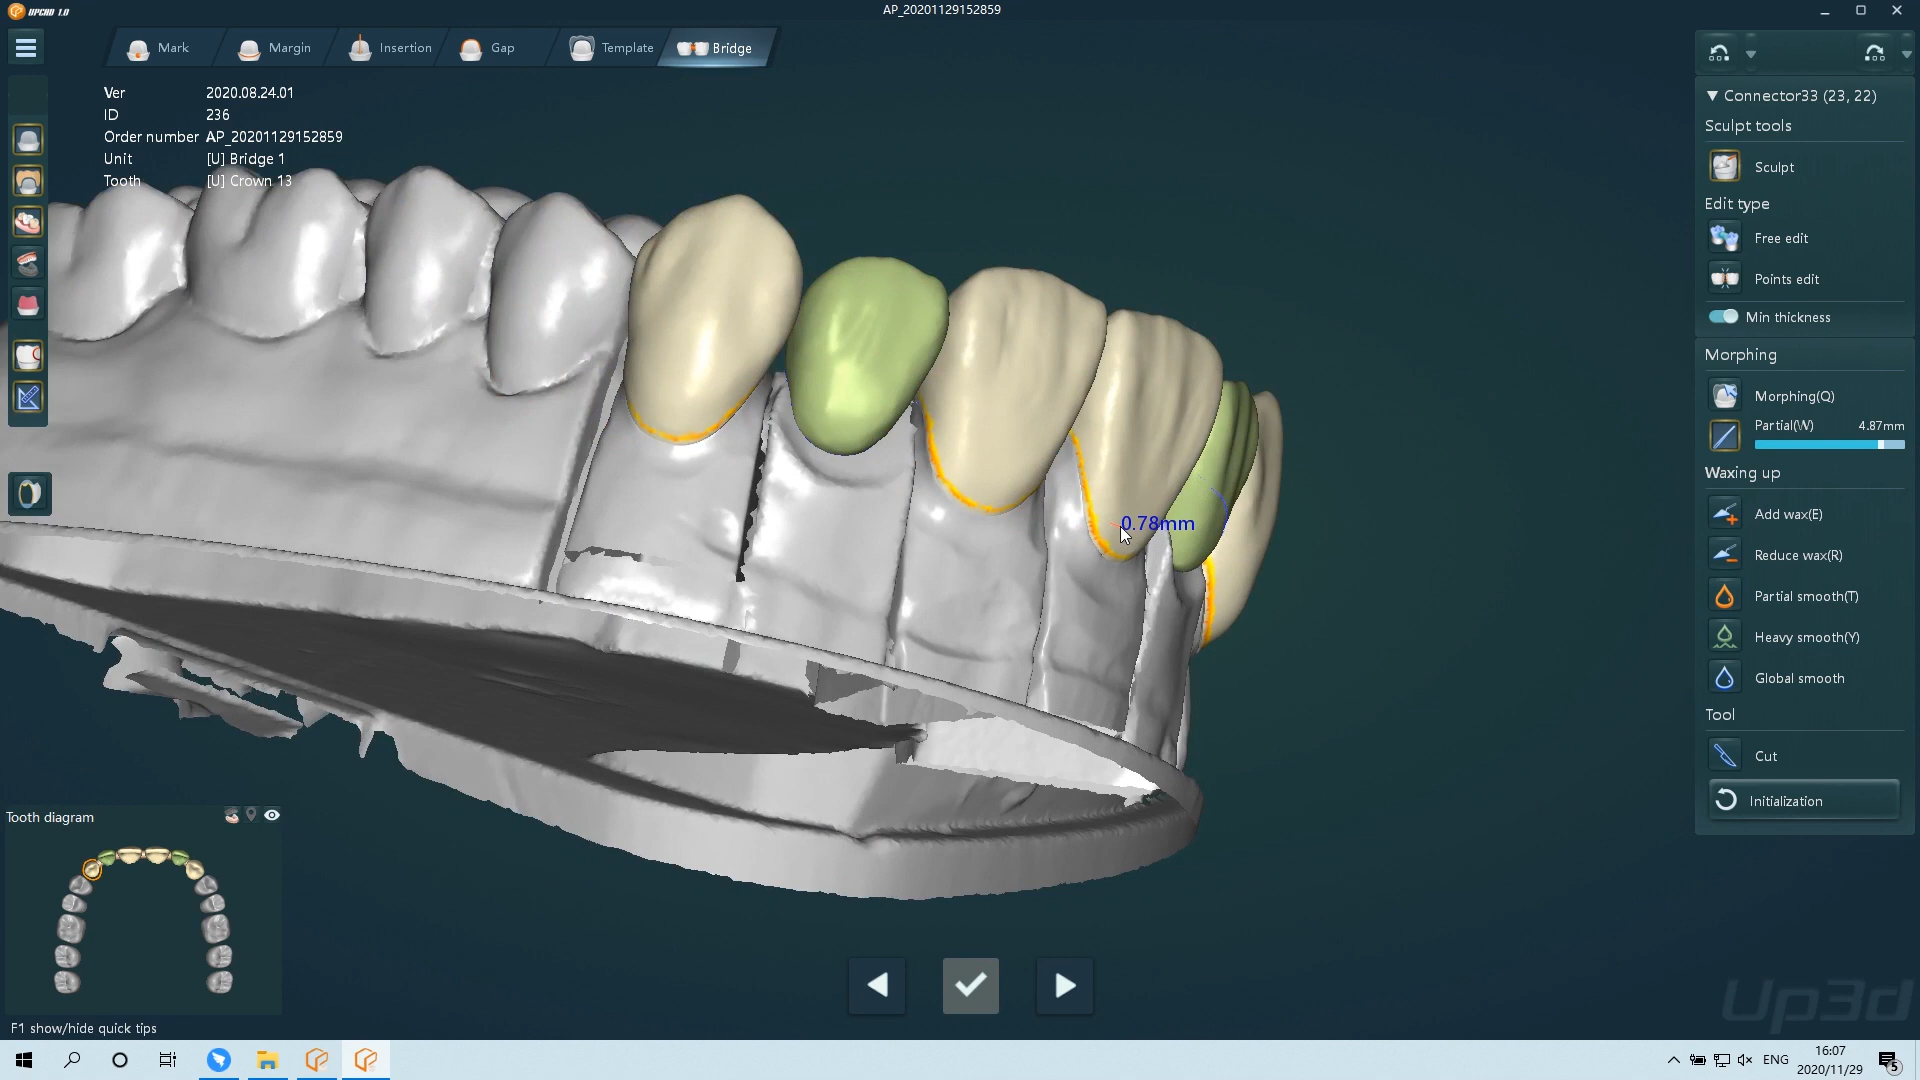 UPCAD 1.0
AP_20201129152859
Mark
Margin
Insertion
Gap
Template
Bridge
Ver 2020.08.24.01
ID 236
Order number AP_20201129152859
Unit [U] Bridge 1
Tooth [U] Crown 13
Connector33 (23, 22)
Sculpt tools
Sculpt
Edit type
Free edit
Points edit
Min thickness
Morphing
Morphing(Q)
Partial(W) 4.87mm
Waxing up
Add wax(E)
Reduce wax(R)
Partial smooth(T)
Heavy smooth(Y)
Global smooth
Tool
Cut
Initialization
0.78mm
Tooth diagram
F1 show/hide quick tips
Up3d
ENG
16:07
2020/11/29
5